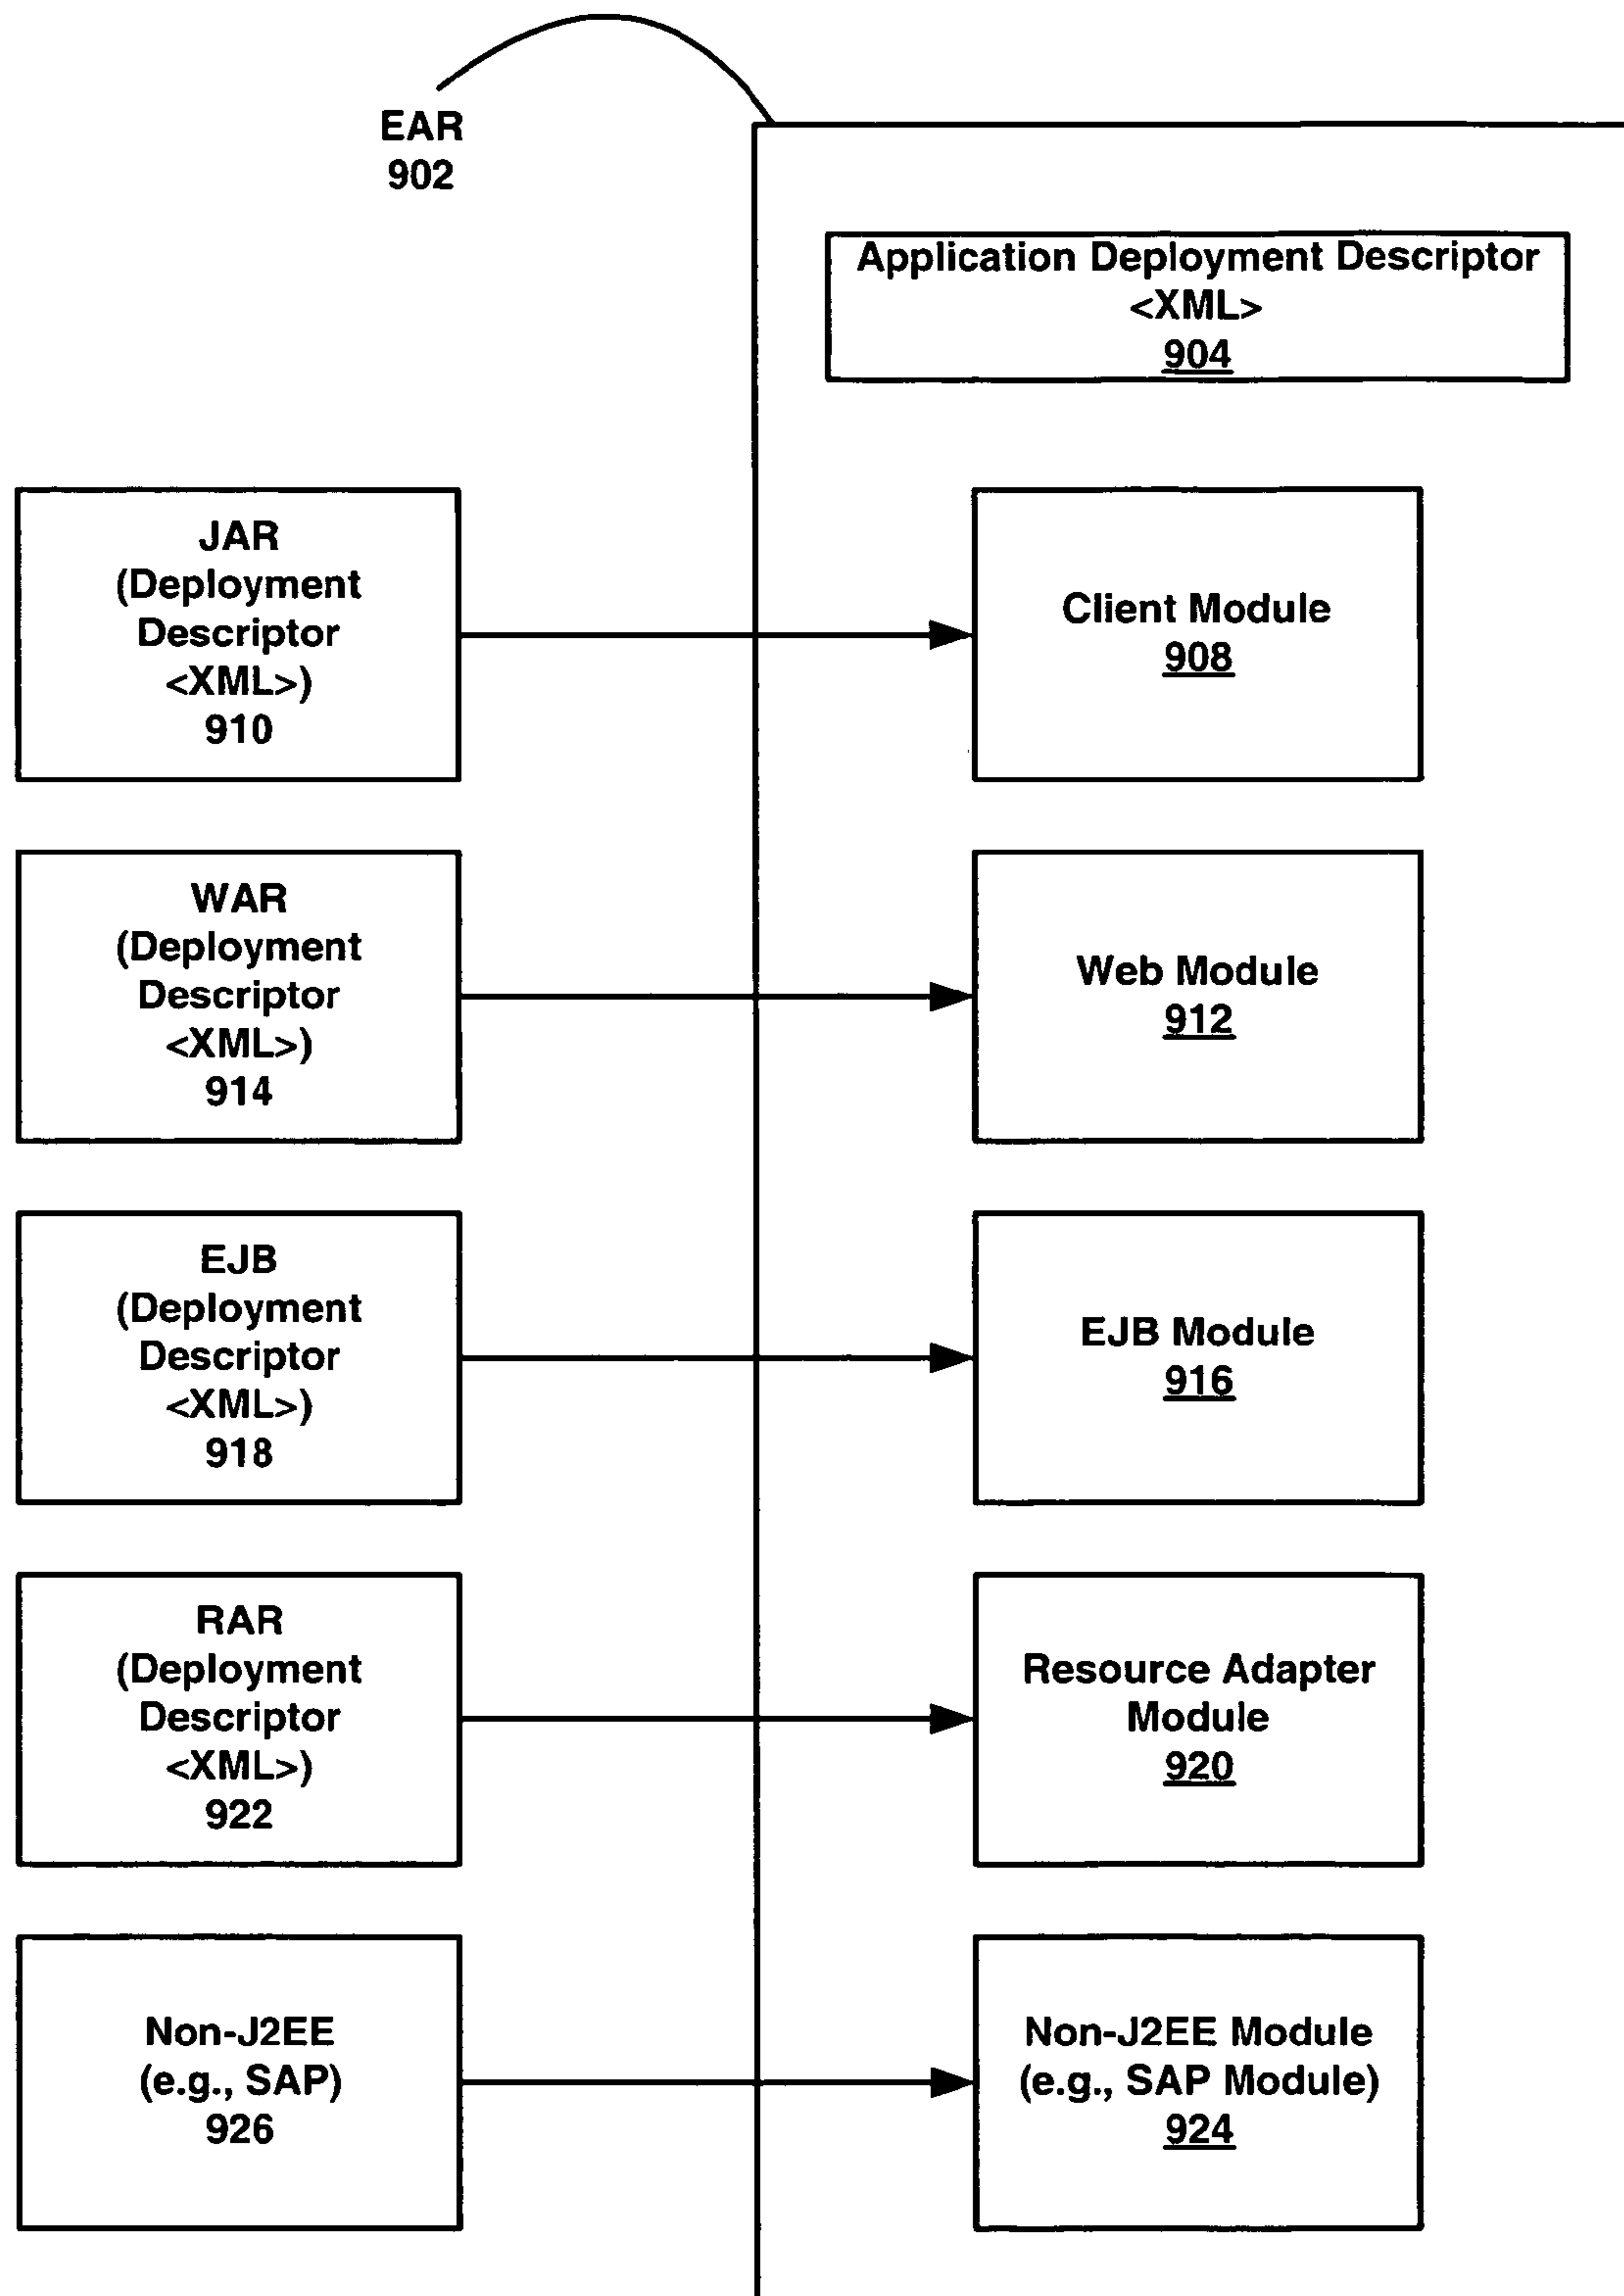 EAR
902
Application Deployment Descriptor
<XML>
904
JAR
(Deployment
Descriptor
<XML>)
910
Client Module
908
WAR
(Deployment
Descriptor
<XML>)
914
Web Module
912
EJB
(Deployment
Descriptor
<XML>)
918
EJB Module
916
RAR
(Deployment
Descriptor
<XML>)
922
Resource Adapter
Module
920
Non-J2EE
(e.g., SAP)
926
Non-J2EE Module
(e.g., SAP Module)
924